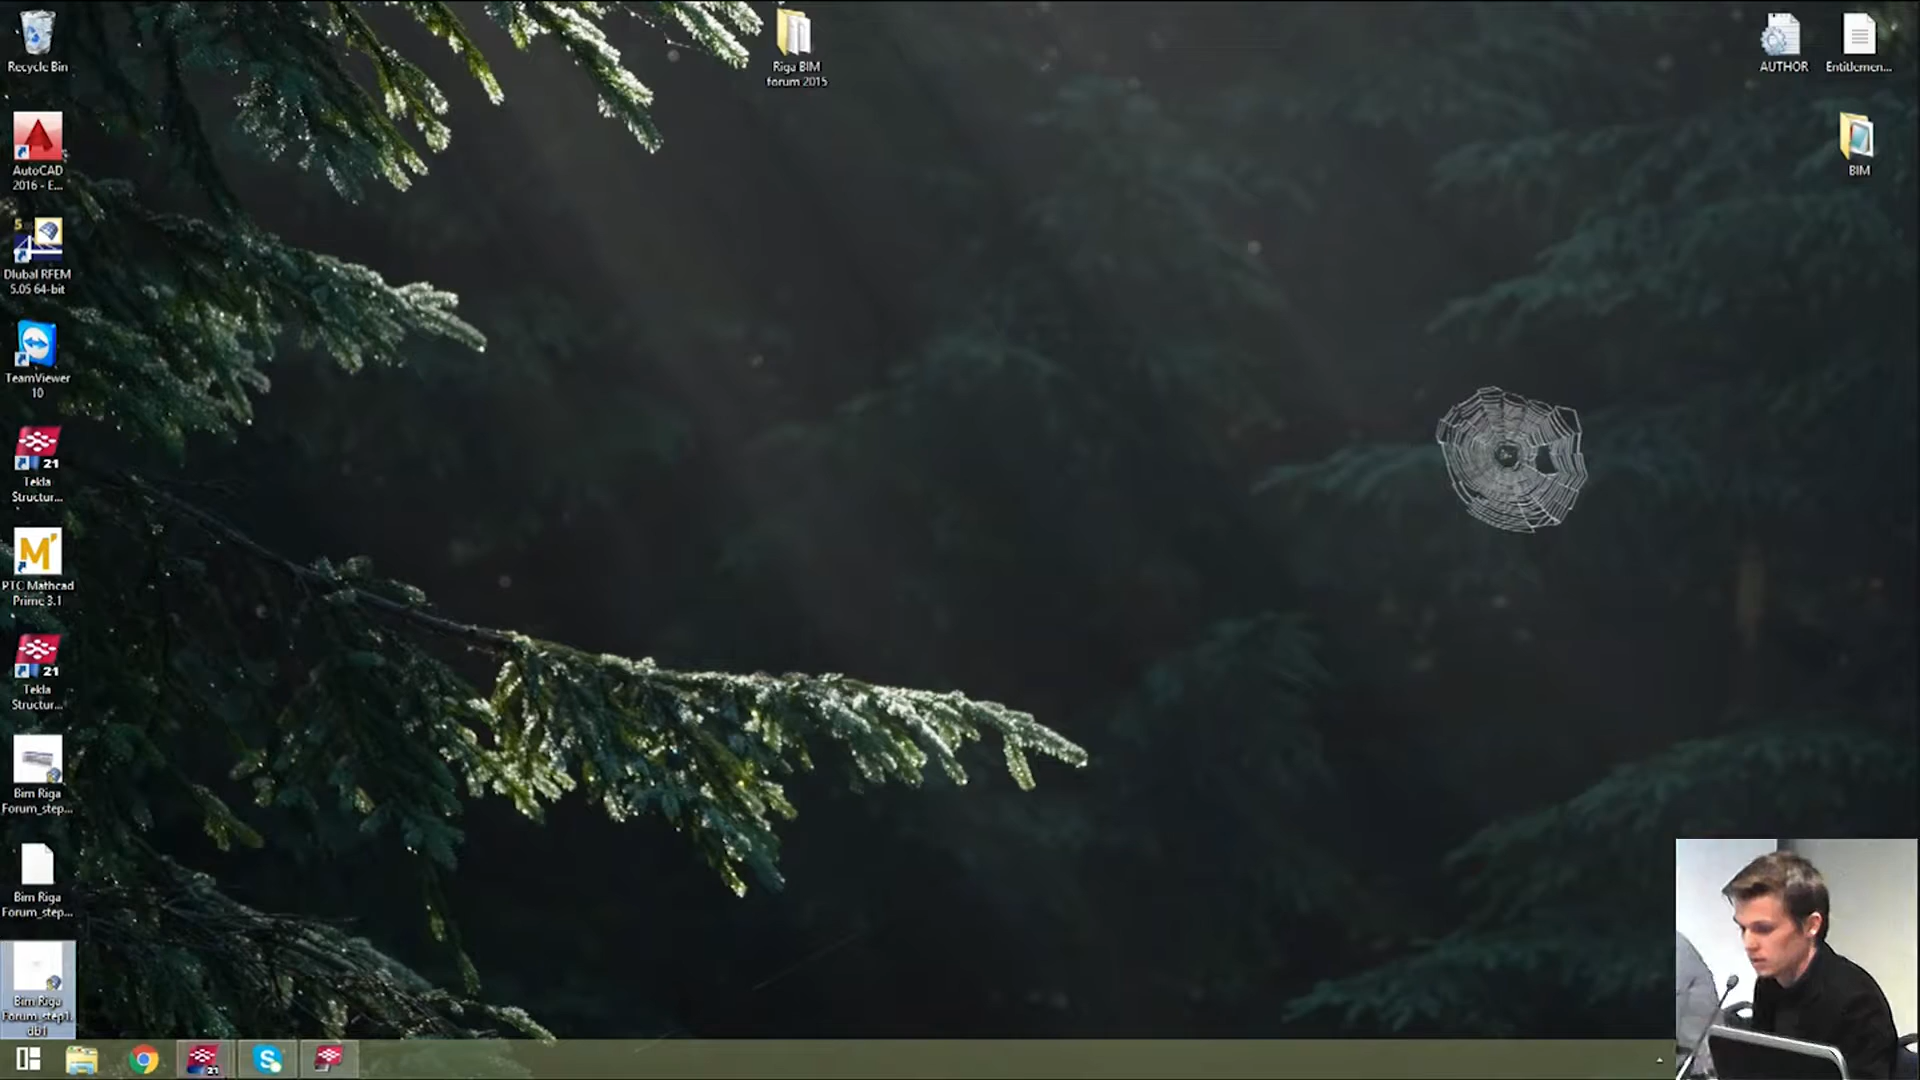 Recycle Bin
AutoCAD
2016 - E...
5
Dlubal RFEM
5.05 64-bit
TeamViewer
10
21
Tekla
Structur...
M'
PTC Mathcad
Prime 3.1
21
Tekla
Structur...
Bim Riga
Forum_step...
Bim Riga
Forum_step...
Bim Riga
Forum_step1.
db1
Riga BIM
forum 2015
AUTHOR
Entitlemen...
BIM
21